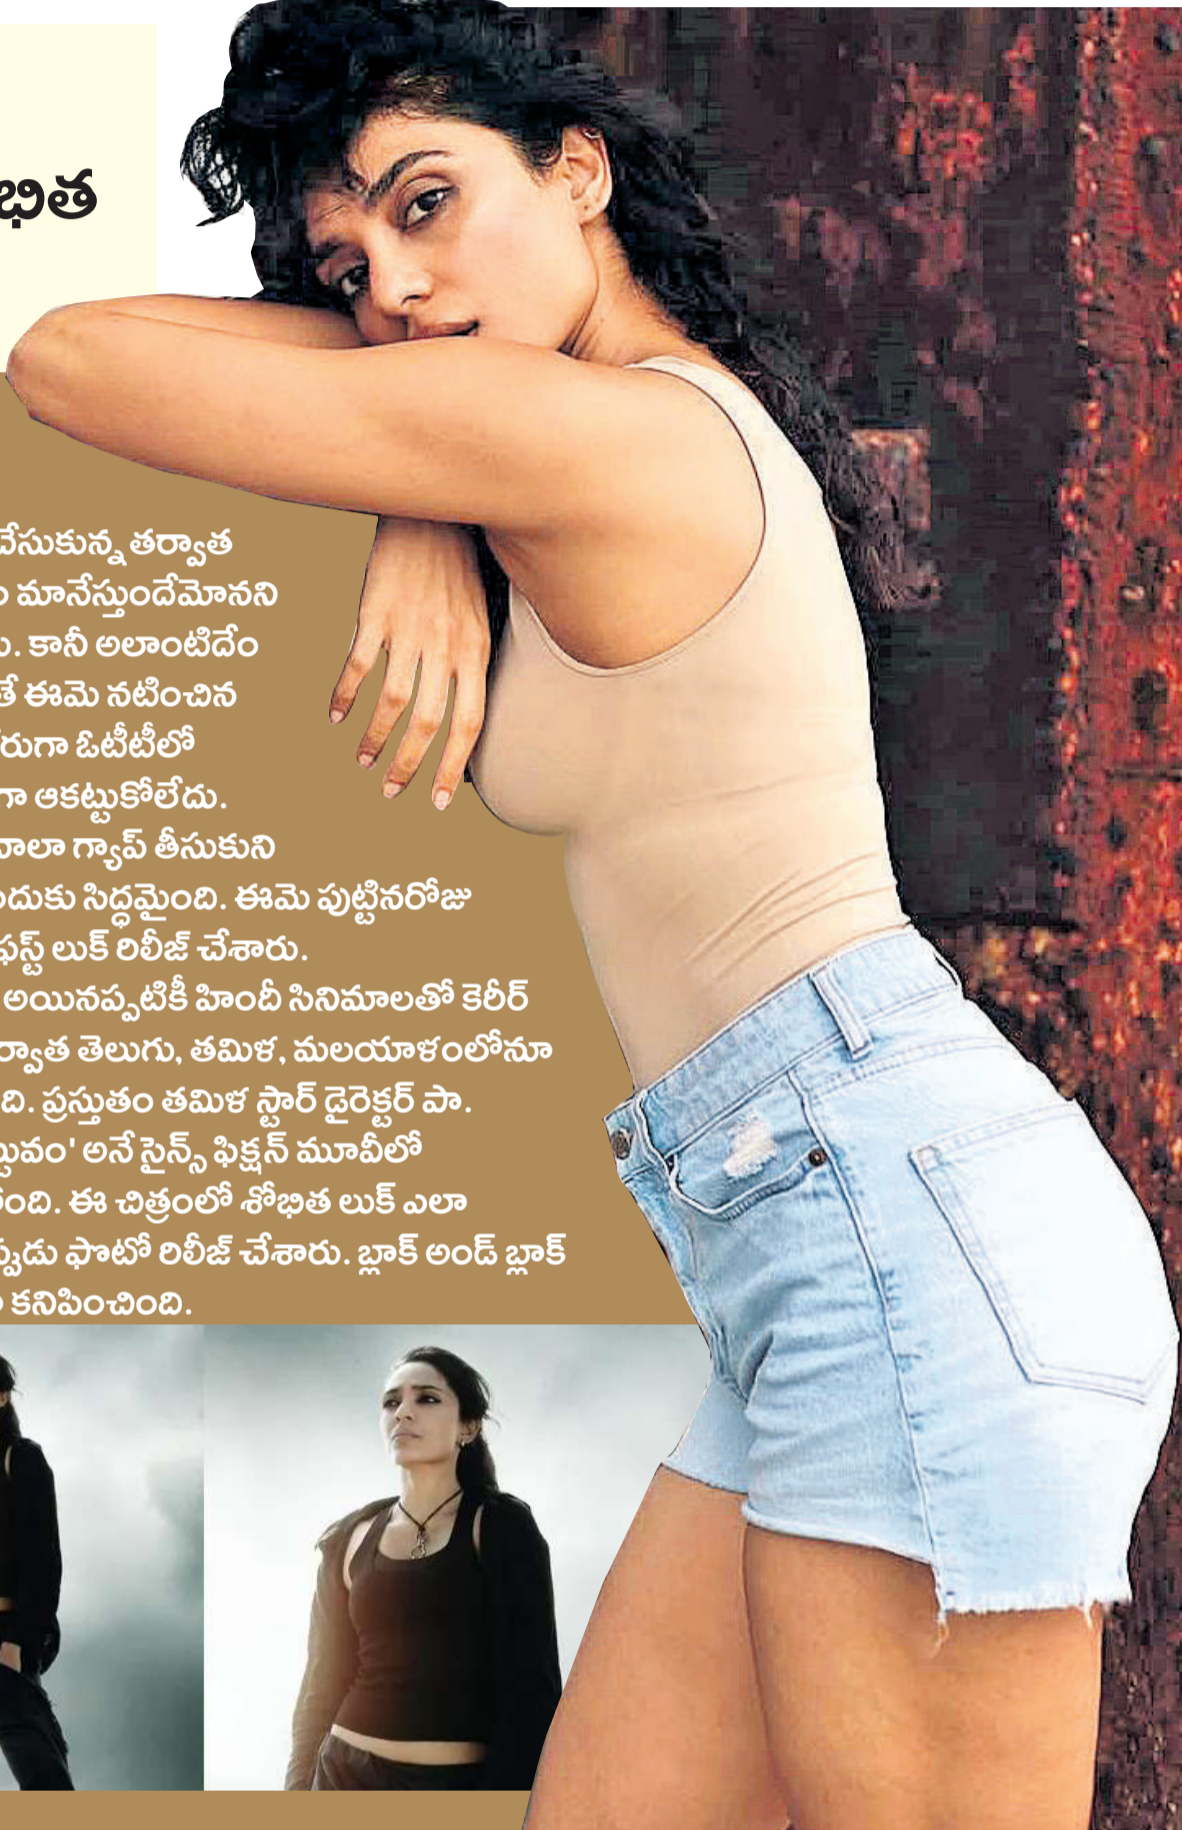 భిత
చేసుకున్న తర్వాత
మానేస్తుందేమోనని
కానీ అలాంటిదేం
తే ఈమె నటించిన
రుగా ఓటీటీలో
గా ఆకట్టుకోలేదు.
చాలా గ్యాప్ తీసుకుని
దుకు సిద్ధమైంది. ఈమె పుట్టినరోజు
ఫస్ట్ లుక్ రిలీజ్ చేశారు.
అయినప్పటికీ హిందీ సినిమాలతో కెరీర్
ర్వాత తెలుగు, తమిళ, మలయాళంలోనూ
ది. ప్రస్తుతం తమిళ స్టార్ డైరెక్టర్ పా.
ట్టువం' అనే సైన్స్ ఫిక్షన్ మూవీలో
ంది. ఈ చిత్రంలో శోభిత లుక్ ఎలా
ప్పుడు ఫొటో రిలీజ్ చేశారు. బ్లాక్ అండ్ బ్లాక్
కనిపించింది.